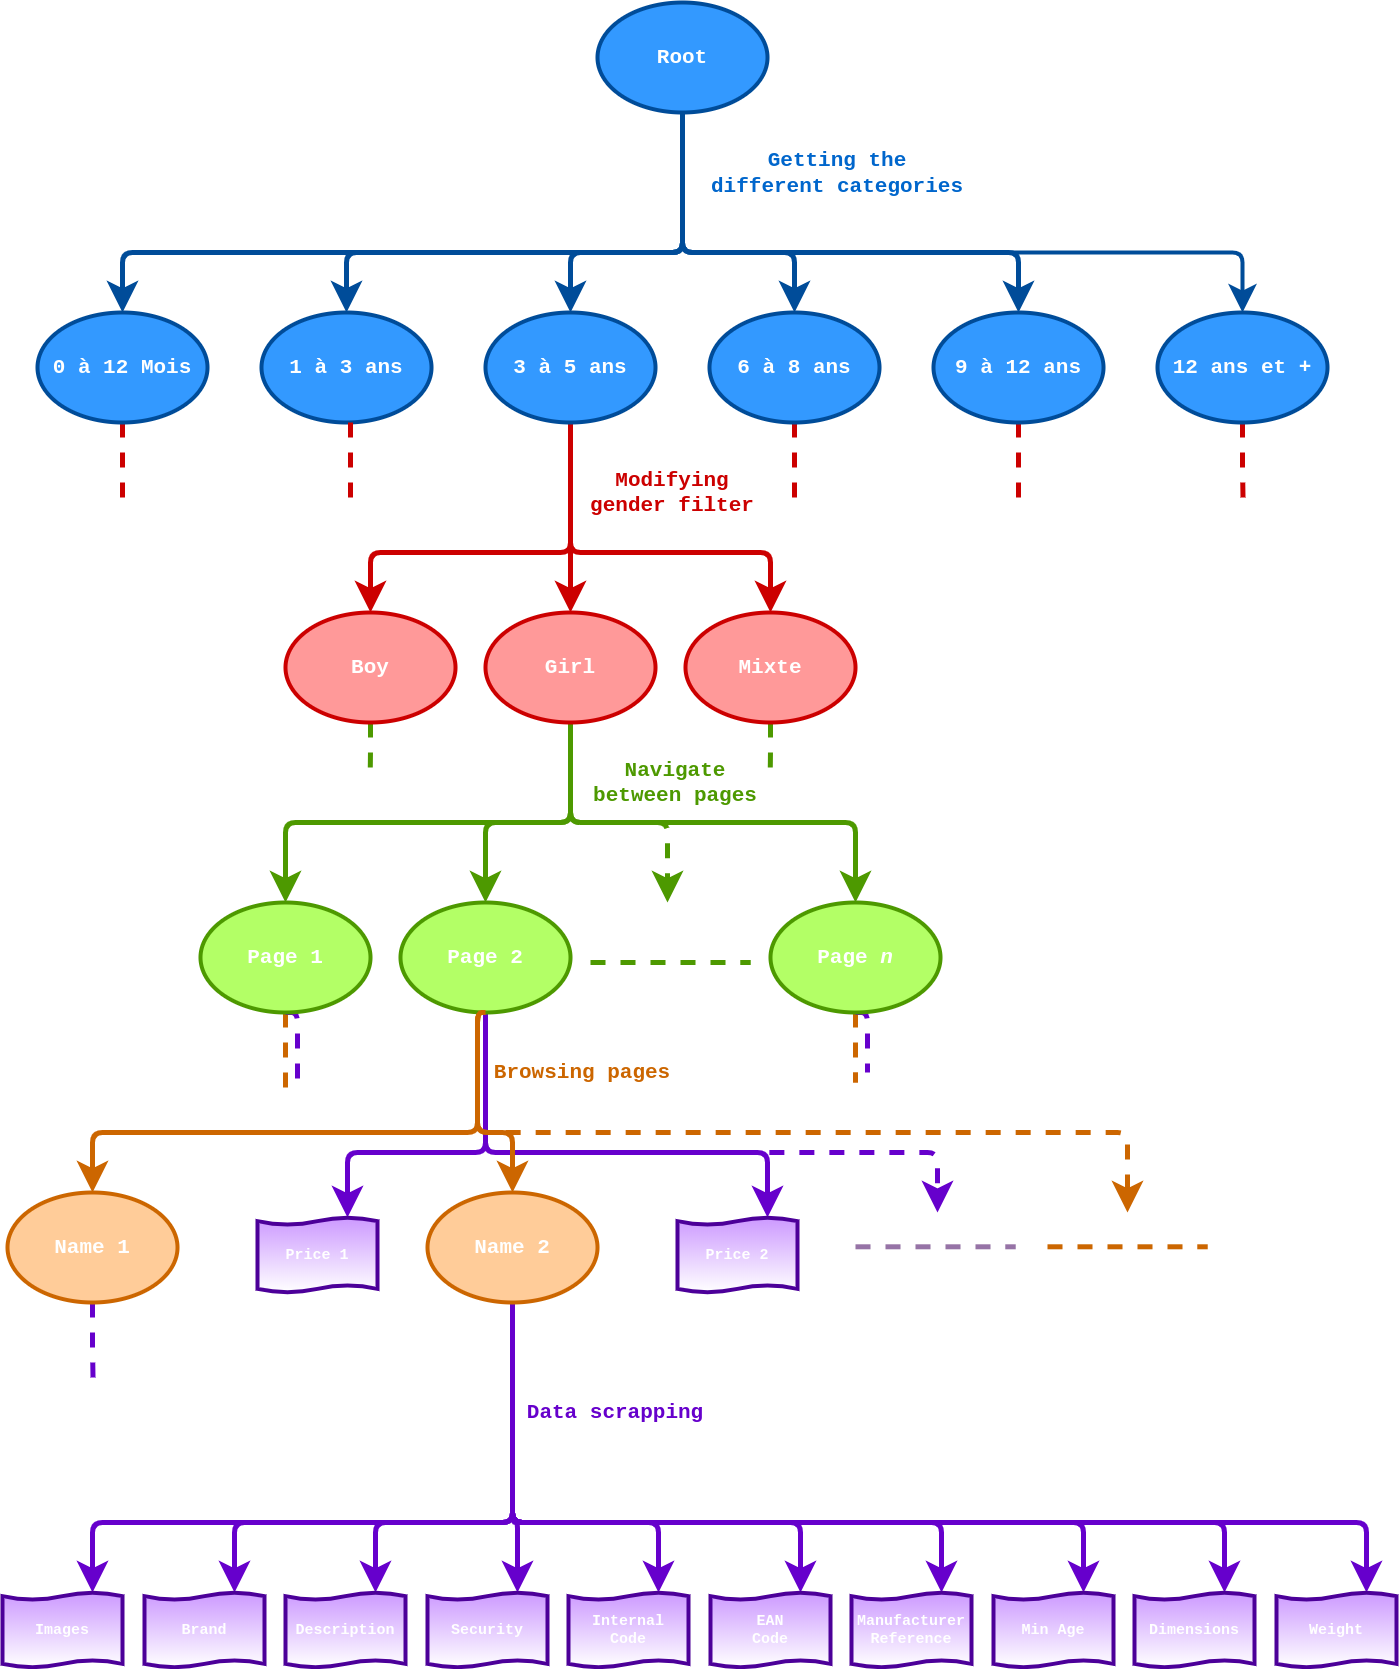 Root
Getting the
different categories
0 à 12 Mois
1 à 3 ans
3 à 5 ans
6 à 8 ans
9 à 12 ans
12 ans et +
Modifying
gender filter
Boy
Girl
Mixte
Navigate
between pages
Page 1
Page 2
Page n
Browsing pages
Name 1
Price 1
Name 2
Price 2
Data scrapping
Images
Brand
Description
Security
Internal
Code
EAN
Code
Manufacturer
Reference
Min Age
Dimensions
Weight